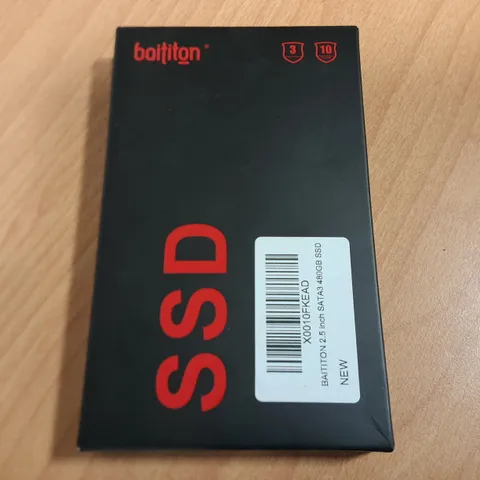 baititon
3
10
SSD
X0010FKEAD
BAITITON 2.5 inch SATA3 480GB SSD
NEW